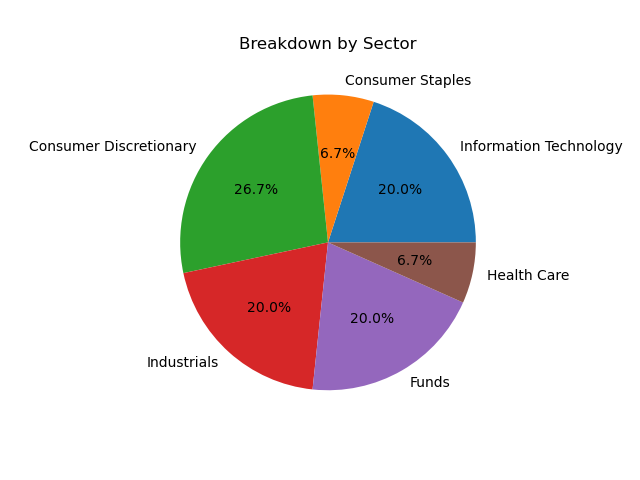 Breakdown by Sector
Consumer Staples
Consumer Discretionary
Information Technology
6.7%
26.7%
20.0%
6.7%
Health Care
20.0%
20.0%
Industrials
Funds